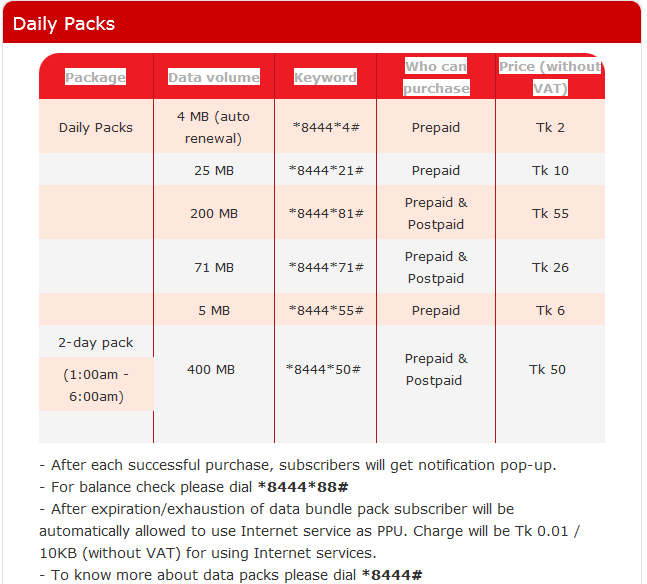 Daily Packs
Package Data volume Keyword Who can purchase Price (without VAT)
Daily Packs 4 MB (auto renewal) *8444*4# Prepaid Tk 2
25 MB *8444*21# Prepaid Tk 10
200 MB *8444*81# Prepaid & Postpaid Tk 55
71 MB *8444*71# Prepaid & Postpaid Tk 26
5 MB *8444*55# Prepaid Tk 6
2-day pack (1:00am - 6:00am) 400 MB *8444*50# Prepaid & Postpaid Tk 50
- After each successful purchase, subscribers will get notification pop-up.
- For balance check please dial *8444*88#
- After expiration/exhaustion of data bundle pack subscriber will be
automatically allowed to use Internet service as PPU. Charge will be Tk 0.01 /
10KB (without VAT) for using Internet services.
- To know more about data packs please dial *8444#